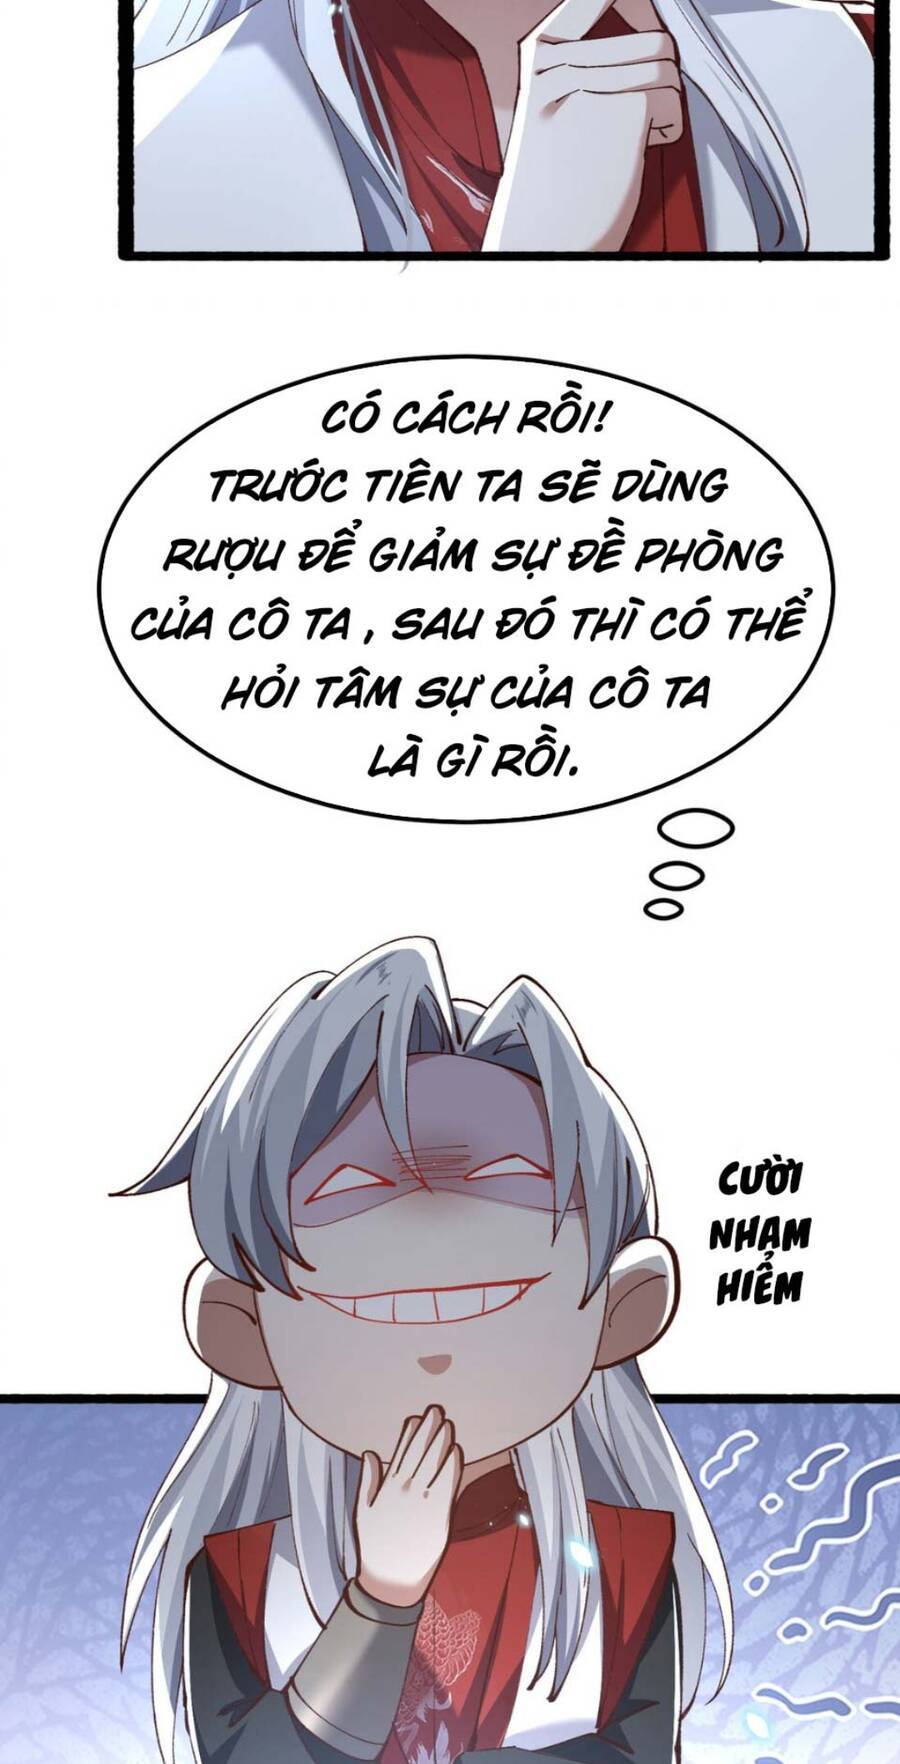 CÓ CÁCH RỒI!
TRƯỚC TIÊN TA SẼ DÙNG
RƯỢU ĐỂ GIẢM SỰ ĐỀ PHÒNG
CỦA CÔ TA , SAU ĐÓ THÌ CÓ THỂ
HỎI TÂM SỰ CỦA CÔ TA
LÀ GÌ RỒI.
CƯỜI
NHAM
HIỂM